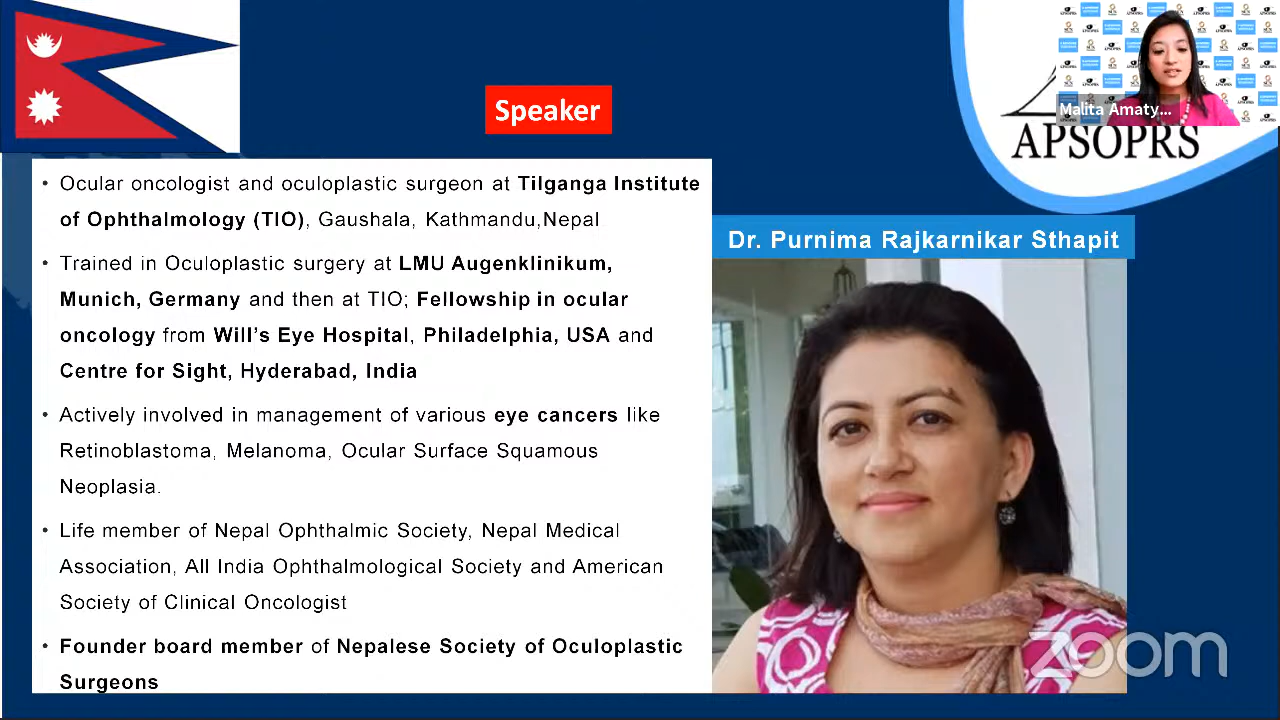 Speaker
Malita Amaty...
APSOPRS
• Ocular oncologist and oculoplastic surgeon at Tilganga Institute
of Ophthalmology (TIO), Gaushala, Kathmandu,Nepal
• Trained in Oculoplastic surgery at LMU Augenklinikum,
Munich, Germany and then at TIO; Fellowship in ocular
oncology from Will's Eye Hospital, Philadelphia, USA and
Centre for Sight, Hyderabad, India
• Actively involved in management of various eye cancers like
Retinoblastoma, Melanoma, Ocular Surface Squamous
Neoplasia.
• Life member of Nepal Ophthalmic Society, Nepal Medical
Association, All India Ophthalmological Society and American
Society of Clinical Oncologist
• Founder board member of Nepalese Society of Oculoplastic
Surgeons
Dr. Purnima Rajkarnikar Sthapit
zoom